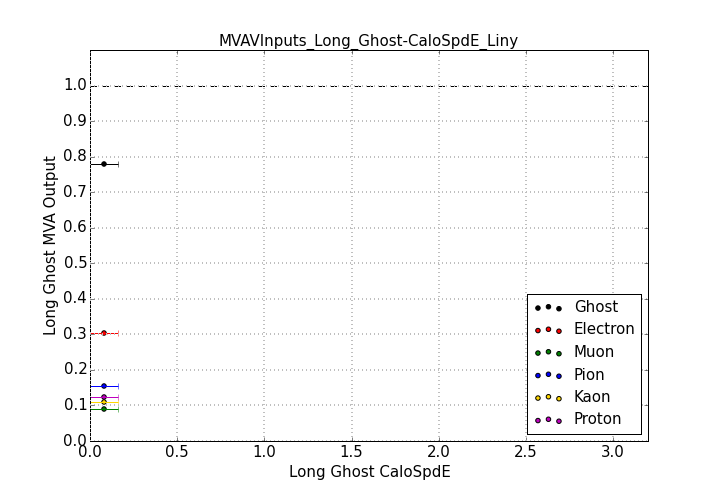 MVAVInputs_Long_Ghost-CaloSpdE_Liny
Long Ghost MVA Output
1.0
0.9
0.8
0.7
0.6
0.5
0.4
0.3
0.2
0.1
0.0
Ghost
Electron
Muon
Pion
Kaon
Proton
0.0 0.5 1.0 1.5 2.0 2.5 3.0
Long Ghost CaloSpdE